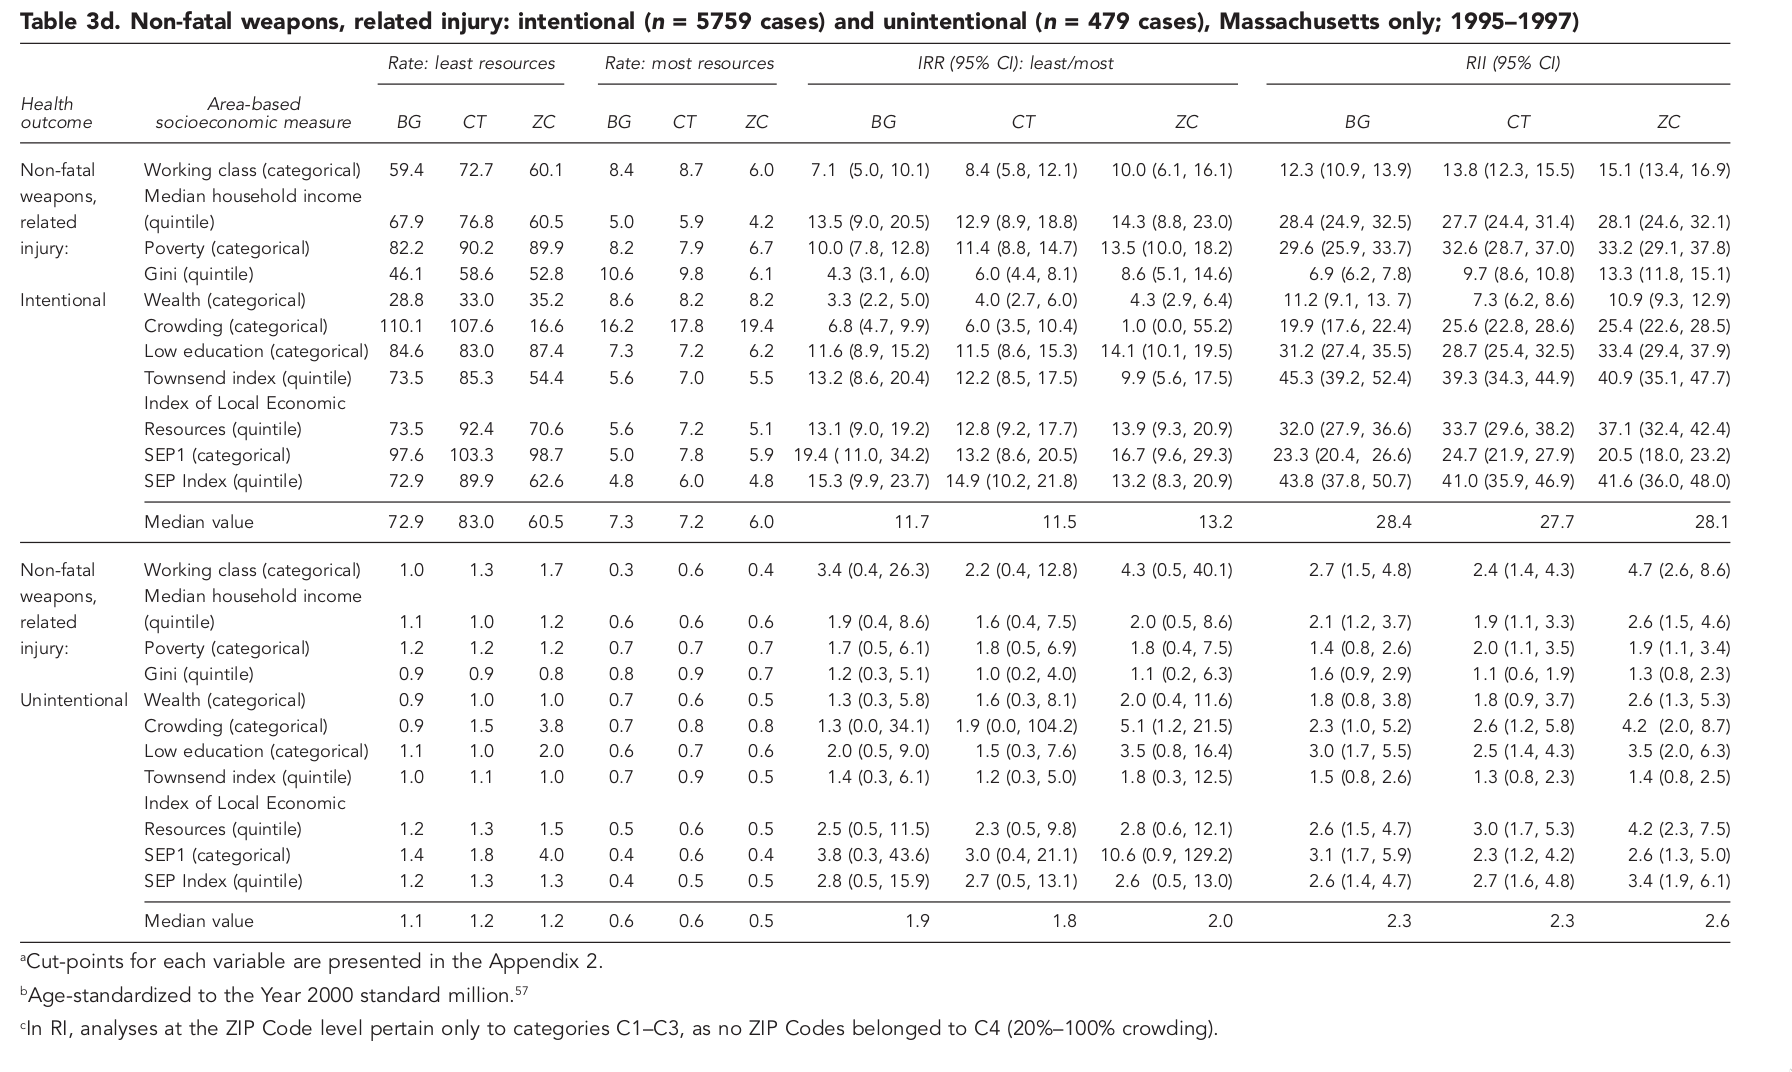 Table 3d. Non-fatal weapons, related injury: intentional (n = 5759 cases) and unintentional (n = 479 cases), Massachusetts only; 1995–1997)
Rate: least resources Rate: most resources IRR (95% CI): least/most RII (95% CI)
Health Area-based
outcome socioeconomic measure BG CT ZC BG CT ZC BG CT ZC BG CT ZC
Non-fatal Working class (categorical) 59.4 72.7 60.1 8.4 8.7 6.0 7.1 (5.0, 10.1) 8.4 (5.8, 12.1) 10.0 (6.1, 16.1) 12.3 (10.9, 13.9) 13.8 (12.3, 15.5) 15.1 (13.4, 16.9)
weapons, Median household income
related (quintile) 67.9 76.8 60.5 5.0 5.9 4.2 13.5 (9.0, 20.5) 12.9 (8.9, 18.8) 14.3 (8.8, 23.0) 28.4 (24.9, 32.5) 27.7 (24.4, 31.4) 28.1 (24.6, 32.1)
injury: Poverty (categorical) 82.2 90.2 89.9 8.2 7.9 6.7 10.0 (7.8, 12.8) 11.4 (8.8, 14.7) 13.5 (10.0, 18.2) 29.6 (25.9, 33.7) 32.6 (28.7, 37.0) 33.2 (29.1, 37.8)
Gini (quintile) 46.1 58.6 52.8 10.6 9.8 6.1 4.3 (3.1, 6.0) 6.0 (4.4, 8.1) 8.6 (5.1, 14.6) 6.9 (6.2, 7.8) 9.7 (8.6, 10.8) 13.3 (11.8, 15.1)
Intentional Wealth (categorical) 28.8 33.0 35.2 8.6 8.2 8.2 3.3 (2.2, 5.0) 4.0 (2.7, 6.0) 4.3 (2.9, 6.4) 11.2 (9.1, 13. 7) 7.3 (6.2, 8.6) 10.9 (9.3, 12.9)
Crowding (categorical) 110.1 107.6 16.6 16.2 17.8 19.4 6.8 (4.7, 9.9) 6.0 (3.5, 10.4) 1.0 (0.0, 55.2) 19.9 (17.6, 22.4) 25.6 (22.8, 28.6) 25.4 (22.6, 28.5)
Low education (categorical) 84.6 83.0 87.4 7.3 7.2 6.2 11.6 (8.9, 15.2) 11.5 (8.6, 15.3) 14.1 (10.1, 19.5) 31.2 (27.4, 35.5) 28.7 (25.4, 32.5) 33.4 (29.4, 37.9)
Townsend index (quintile) 73.5 85.3 54.4 5.6 7.0 5.5 13.2 (8.6, 20.4) 12.2 (8.5, 17.5) 9.9 (5.6, 17.5) 45.3 (39.2, 52.4) 39.3 (34.3, 44.9) 40.9 (35.1, 47.7)
Index of Local Economic
Resources (quintile) 73.5 92.4 70.6 5.6 7.2 5.1 13.1 (9.0, 19.2) 12.8 (9.2, 17.7) 13.9 (9.3, 20.9) 32.0 (27.9, 36.6) 33.7 (29.6, 38.2) 37.1 (32.4, 42.4)
SEP1 (categorical) 97.6 103.3 98.7 5.0 7.8 5.9 19.4 ( 11.0, 34.2) 13.2 (8.6, 20.5) 16.7 (9.6, 29.3) 23.3 (20.4, 26.6) 24.7 (21.9, 27.9) 20.5 (18.0, 23.2)
SEP Index (quintile) 72.9 89.9 62.6 4.8 6.0 4.8 15.3 (9.9, 23.7) 14.9 (10.2, 21.8) 13.2 (8.3, 20.9) 43.8 (37.8, 50.7) 41.0 (35.9, 46.9) 41.6 (36.0, 48.0)
Median value 72.9 83.0 60.5 7.3 7.2 6.0 11.7 11.5 13.2 28.4 27.7 28.1
Non-fatal Working class (categorical) 1.0 1.3 1.7 0.3 0.6 0.4 3.4 (0.4, 26.3) 2.2 (0.4, 12.8) 4.3 (0.5, 40.1) 2.7 (1.5, 4.8) 2.4 (1.4, 4.3) 4.7 (2.6, 8.6)
weapons, Median household income
related (quintile) 1.1 1.0 1.2 0.6 0.6 0.6 1.9 (0.4, 8.6) 1.6 (0.4, 7.5) 2.0 (0.5, 8.6) 2.1 (1.2, 3.7) 1.9 (1.1, 3.3) 2.6 (1.5, 4.6)
injury: Poverty (categorical) 1.2 1.2 1.2 0.7 0.7 0.7 1.7 (0.5, 6.1) 1.8 (0.5, 6.9) 1.8 (0.4, 7.5) 1.4 (0.8, 2.6) 2.0 (1.1, 3.5) 1.9 (1.1, 3.4)
Gini (quintile) 0.9 0.9 0.8 0.8 0.9 0.7 1.2 (0.3, 5.1) 1.0 (0.2, 4.0) 1.1 (0.2, 6.3) 1.6 (0.9, 2.9) 1.1 (0.6, 1.9) 1.3 (0.8, 2.3)
Unintentional Wealth (categorical) 0.9 1.0 1.0 0.7 0.6 0.5 1.3 (0.3, 5.8) 1.6 (0.3, 8.1) 2.0 (0.4, 11.6) 1.8 (0.8, 3.8) 1.8 (0.9, 3.7) 2.6 (1.3, 5.3)
Crowding (categorical) 0.9 1.5 3.8 0.7 0.8 0.8 1.3 (0.0, 34.1) 1.9 (0.0, 104.2) 5.1 (1.2, 21.5) 2.3 (1.0, 5.2) 2.6 (1.2, 5.8) 4.2 (2.0, 8.7)
Low education (categorical) 1.1 1.0 2.0 0.6 0.7 0.6 2.0 (0.5, 9.0) 1.5 (0.3, 7.6) 3.5 (0.8, 16.4) 3.0 (1.7, 5.5) 2.5 (1.4, 4.3) 3.5 (2.0, 6.3)
Townsend index (quintile) 1.0 1.1 1.0 0.7 0.9 0.5 1.4 (0.3, 6.1) 1.2 (0.3, 5.0) 1.8 (0.3, 12.5) 1.5 (0.8, 2.6) 1.3 (0.8, 2.3) 1.4 (0.8, 2.5)
Index of Local Economic
Resources (quintile) 1.2 1.3 1.5 0.5 0.6 0.5 2.5 (0.5, 11.5) 2.3 (0.5, 9.8) 2.8 (0.6, 12.1) 2.6 (1.5, 4.7) 3.0 (1.7, 5.3) 4.2 (2.3, 7.5)
SEP1 (categorical) 1.4 1.8 4.0 0.4 0.6 0.4 3.8 (0.3, 43.6) 3.0 (0.4, 21.1) 10.6 (0.9, 129.2) 3.1 (1.7, 5.9) 2.3 (1.2, 4.2) 2.6 (1.3, 5.0)
SEP Index (quintile) 1.2 1.3 1.3 0.4 0.5 0.5 2.8 (0.5, 15.9) 2.7 (0.5, 13.1) 2.6 (0.5, 13.0) 2.6 (1.4, 4.7) 2.7 (1.6, 4.8) 3.4 (1.9, 6.1)
Median value 1.1 1.2 1.2 0.6 0.6 0.5 1.9 1.8 2.0 2.3 2.3 2.6
aCut-points for each variable are presented in the Appendix 2.
bAge-standardized to the Year 2000 standard million.57
cIn RI, analyses at the ZIP Code level pertain only to categories C1–C3, as no ZIP Codes belonged to C4 (20%–100% crowding).